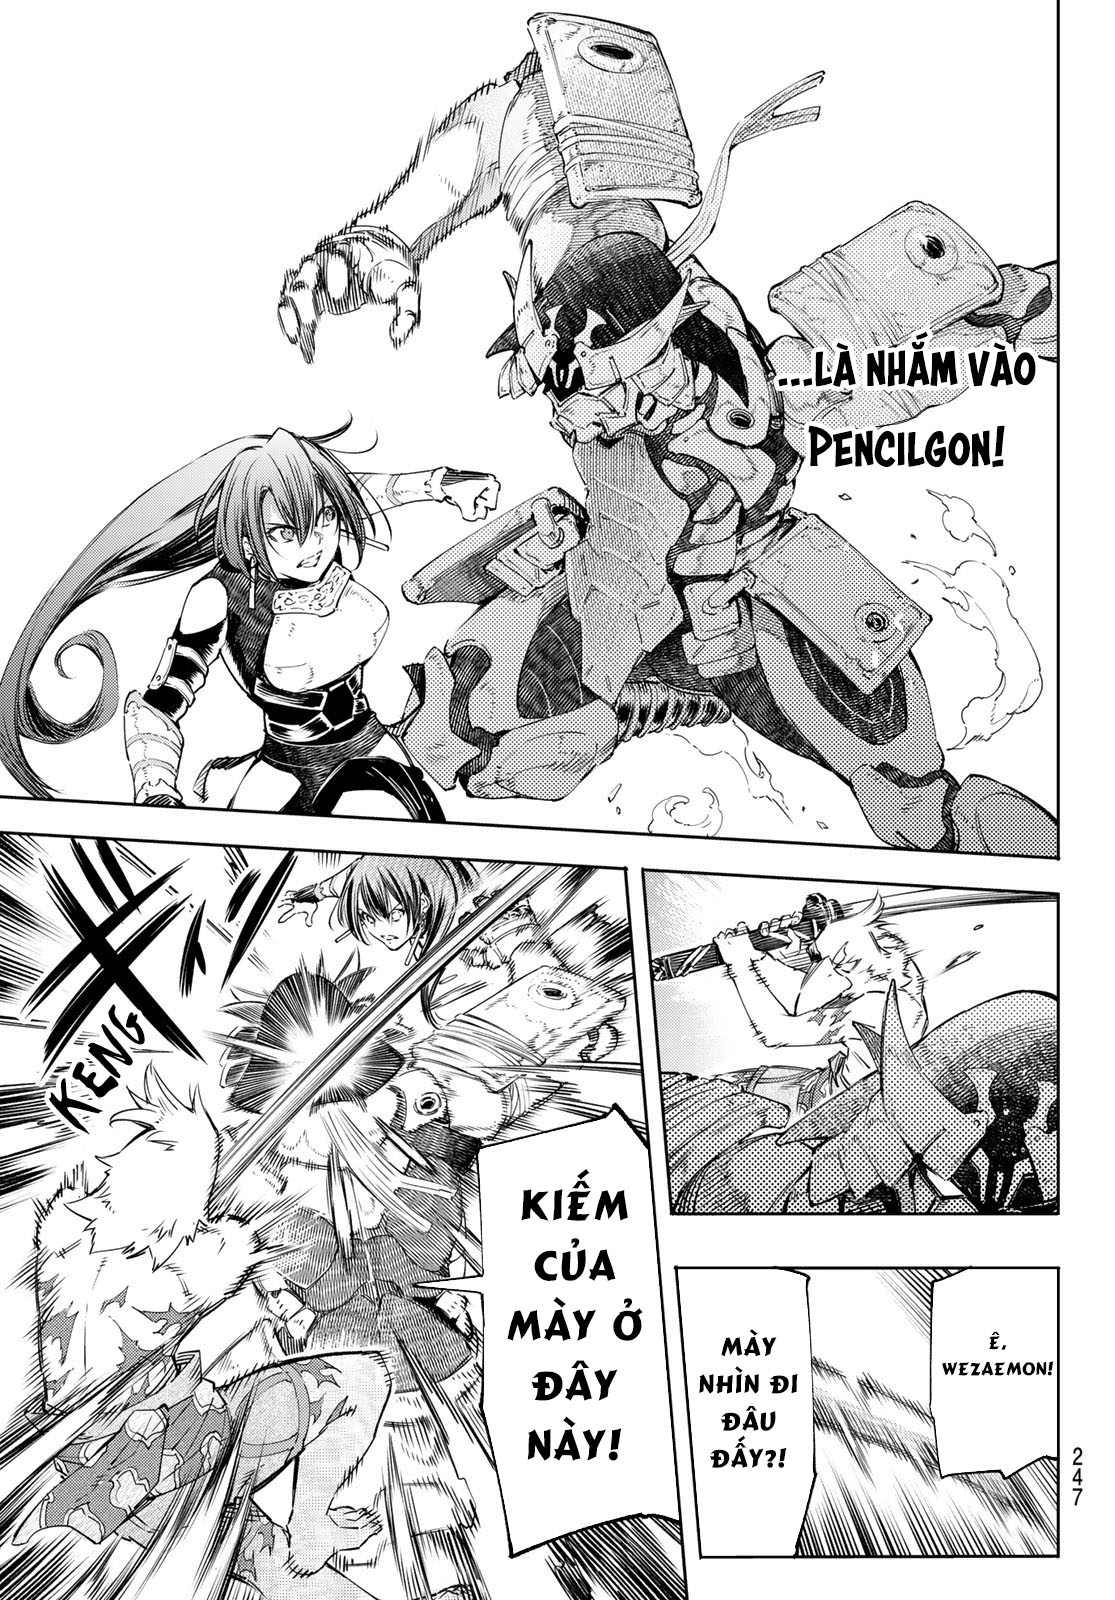 ...LÀ NHẮM VÀO
PENCILGON!
Ê,
WEZAEMON!
MÀY
NHÌN ĐI
ĐÂU
ĐẤY?!
KENG
KIẾM
CỦA
MÀY Ở
ĐÂY
NÀY!
247